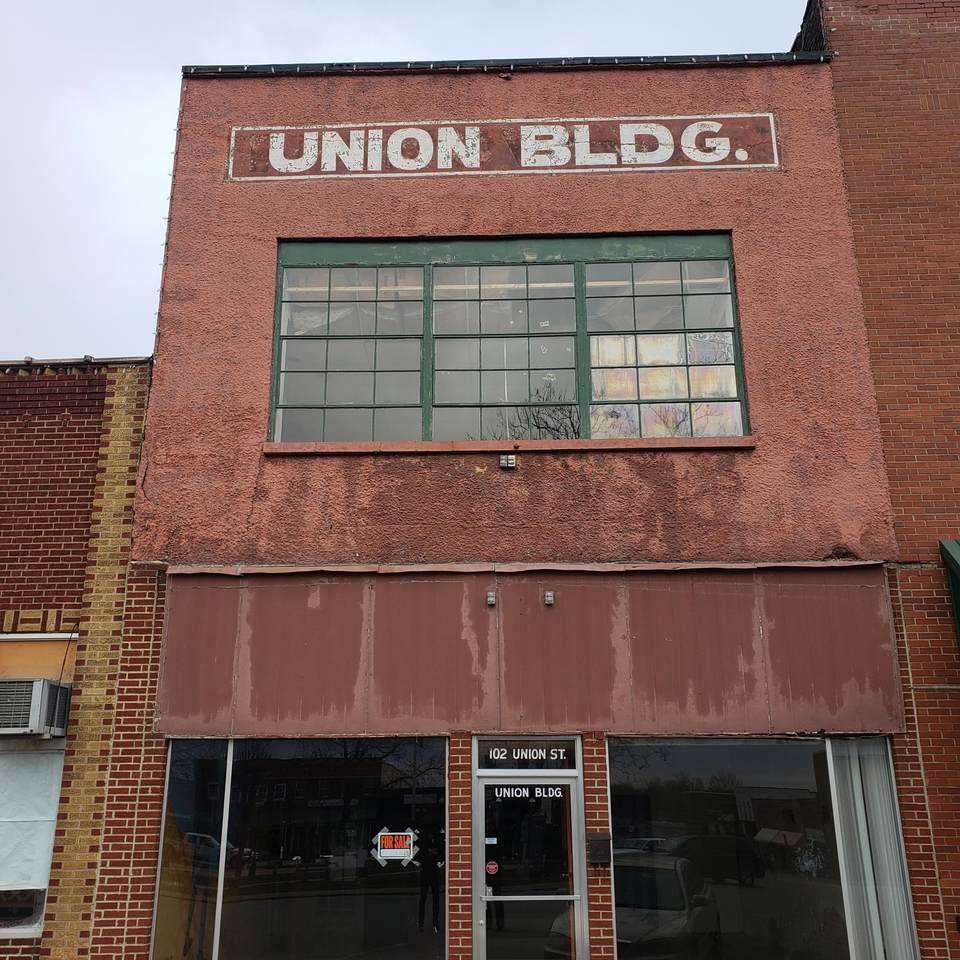 UNION BLDG.
102 UNION ST.
UNION BLDG.
FOR SALE